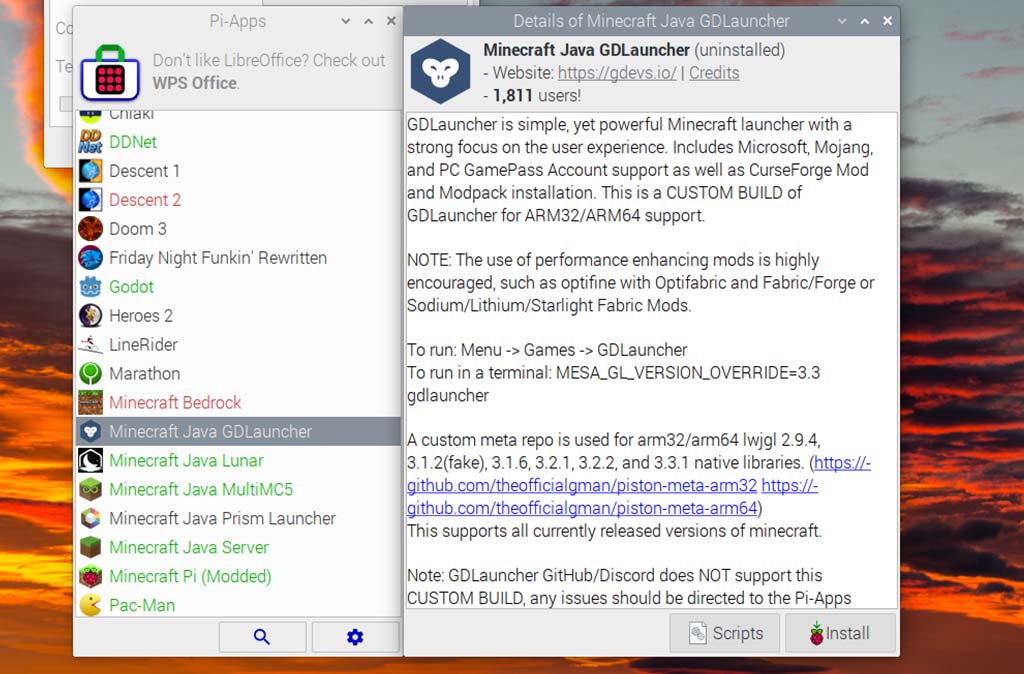 Co
Te
Pi-Apps
Don't like LibreOffice? Check out
WPS Office.
Chiaki
DDNet
Descent 1
Descent 2
Doom 3
Friday Night Funkin' Rewritten
Godot
Heroes 2
LineRider
Marathon
Minecraft Bedrock
Minecraft Java GDLauncher
Minecraft Java Lunar
Minecraft Java MultiMC5
Minecraft Java Prism Launcher
Minecraft Java Server
Minecraft Pi (Modded)
Pac-Man
Details of Minecraft Java GDLauncher
Minecraft Java GDLauncher (uninstalled)
- Website: https://gdevs.io/ | Credits
- 1,811 users!
GDLauncher is simple, yet powerful Minecraft launcher with a
strong focus on the user experience. Includes Microsoft, Mojang,
and PC GamePass Account support as well as CurseForge Mod
and Modpack installation. This is a CUSTOM BUILD of
GDLauncher for ARM32/ARM64 support.
NOTE: The use of performance enhancing mods is highly
encouraged, such as optifine with Optifabric and Fabric/Forge or
Sodium/Lithium/Starlight Fabric Mods.
To run: Menu -> Games -> GDLauncher
To run in a terminal: MESA_GL_VERSION_OVERRIDE=3.3
gdlauncher
A custom meta repo is used for arm32/arm64 lwjgl 2.9.4,
3.1.2(fake), 3.1.6, 3.2.1, 3.2.2, and 3.3.1 native libraries. (https://-
github.com/theofficialgman/piston-meta-arm32 https://-
github.com/theofficialgman/piston-meta-arm64)
This supports all currently released versions of minecraft.
Note: GDLauncher GitHub/Discord does NOT support this
CUSTOM BUILD, any issues should be directed to the Pi-Apps
Scripts
Install